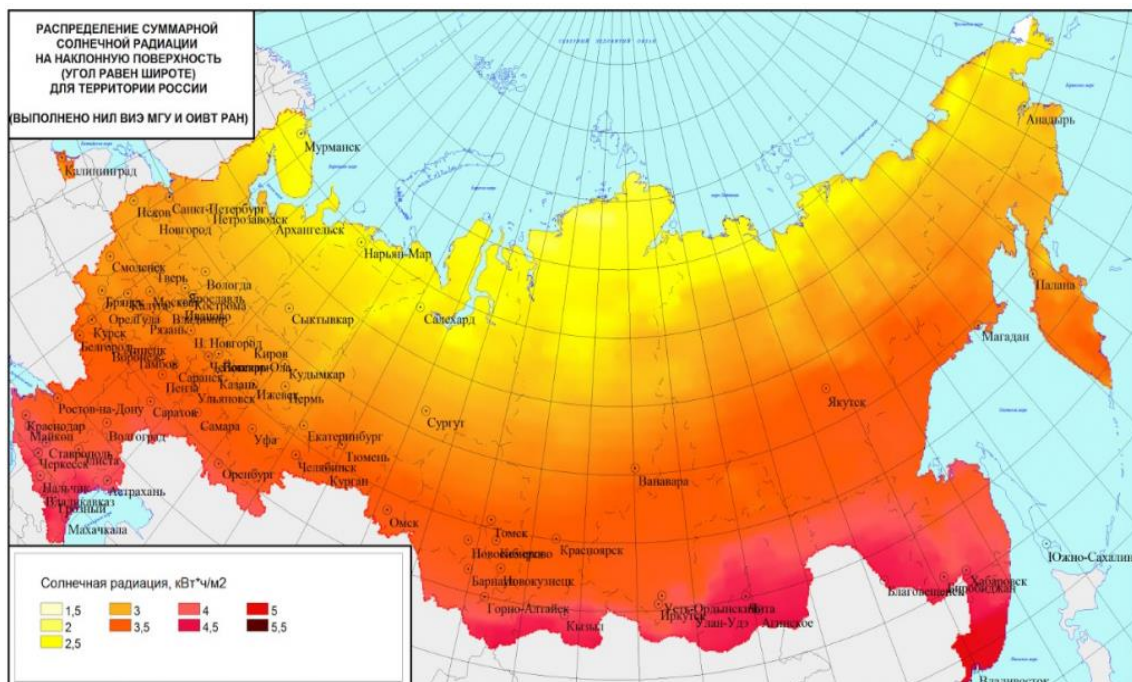 РАСПРЕДЕЛЕНИЕ СУММАРНОЙ
СОЛНЕЧНОЙ РАДИАЦИИ
НА НАКЛОННУЮ ПОВЕРХНОСТЬ
(УГОЛ РАВЕН ШИРОТЕ)
ДЛЯ ТЕРРИТОРИИ РОССИИ
(ВЫПОЛНЕНО НИЛ ВИЭ МГУ И ОИВТ РАН)
Анадырь
Мурманск
Калининград
Псков
Санкт-Петербург
Петрозаводск
Новгород
Архангельск
Нарьян-Мар
Смоленск
Тверь
Вологда
Палана
Брянск
Калуга
Москва
Ярославль
Кострома
Иваново
Сыктывкар
Салехард
Орел
Тула
Владимир
Рязань
Магадан
Курск
Белгород
Воронеж
Липецк
Н. Новгород
Киров
Тамбов
Йошкар-Ола
Кудымкар
Саранск
Казань
Пенза
Ульяновск
Ижевск
Пермь
Якутск
Ростов-на-Дону
Сарахов
Сургут
Краснодар
Самара
Майкоп
Волгоград
Уфа
Екатеринбург
Тюмень
Ставрополь
Элиста
Черкесск
Оренбург
Челябинск
Курган
Ванавара
Нальчик
Астрахань
Владикавказ
Грозный
Махачкала
Омск
Томск
Красноярск
Новосибирск
Кемерово
Южно-Сахалин
Барнаул
Новокузнецк
Хабаровск
Биробиджан
Благовещенск
Горно-Алтайск
Усть-Ордынский
Чита
Иркутск
Кызыл
Улан-Удэ
Агинское
Владивосток
Солнечная радиация, кВт*ч/м2
1,5 3 4 5
2 3,5 4,5 5,5
2,5